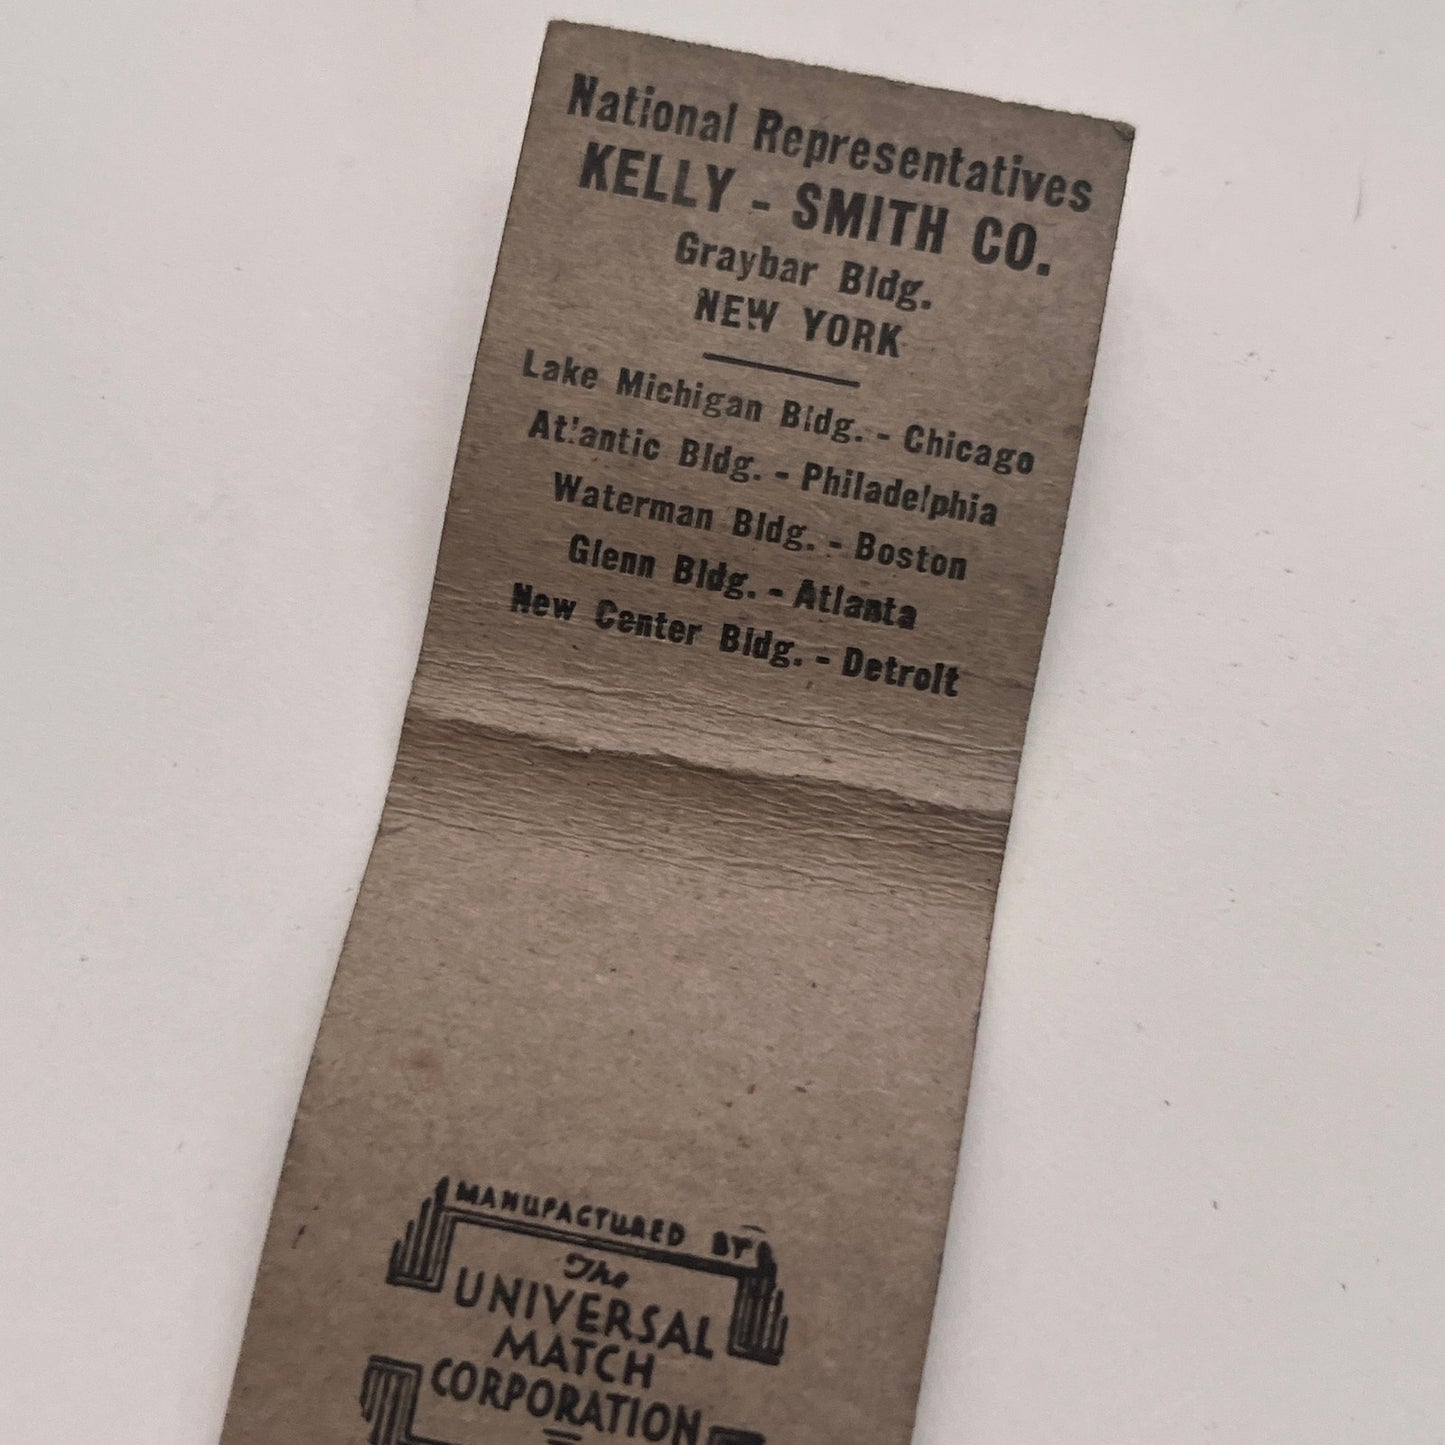 National Representatives
KELLY - SMITH CO.
Graybar Bldg.
NEW YORK
Lake Michigan Bldg. - Chicago
Atlantic Bldg. - Philadelphia
Waterman Bldg. - Boston
Glenn Bldg. - Atlanta
New Center Bldg. - Detroit
MANUFACTURED BY
The
UNIVERSAL
MATCH
CORPORATION